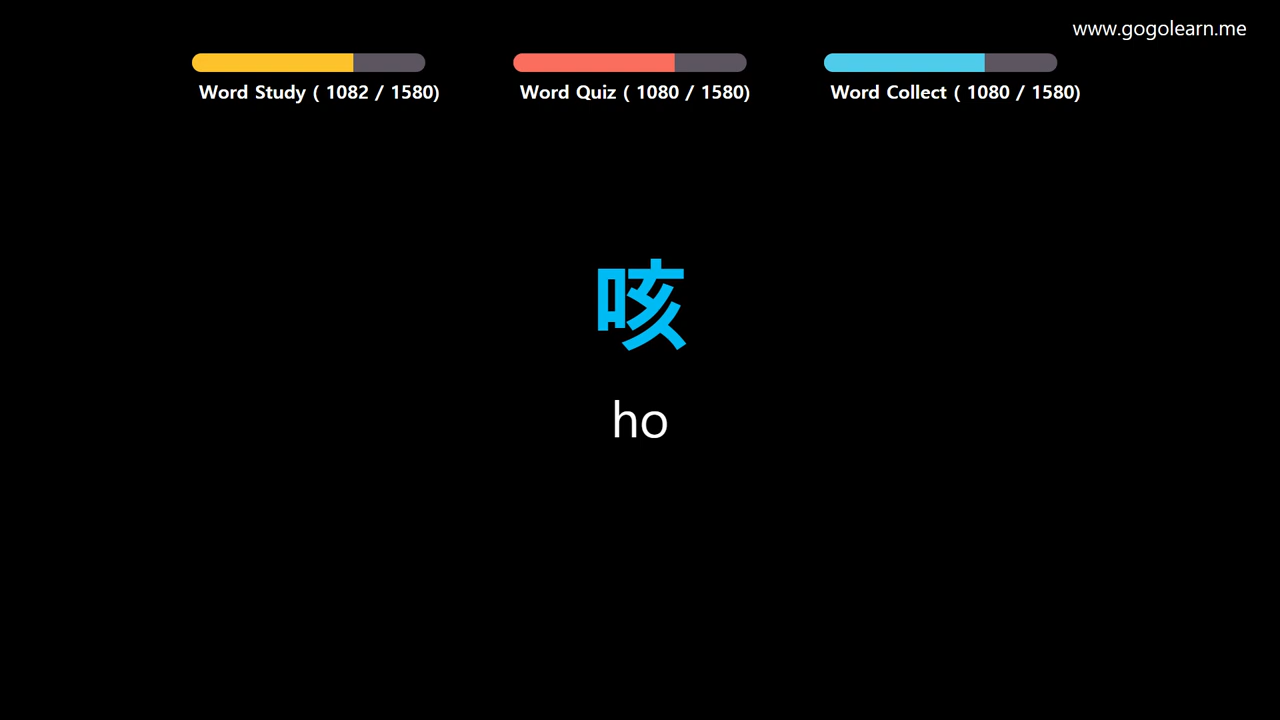 www.gogolearn.me
Word Study ( 1082 / 1580)
Word Quiz ( 1080 / 1580)
Word Collect ( 1080 / 1580)
咳
ho